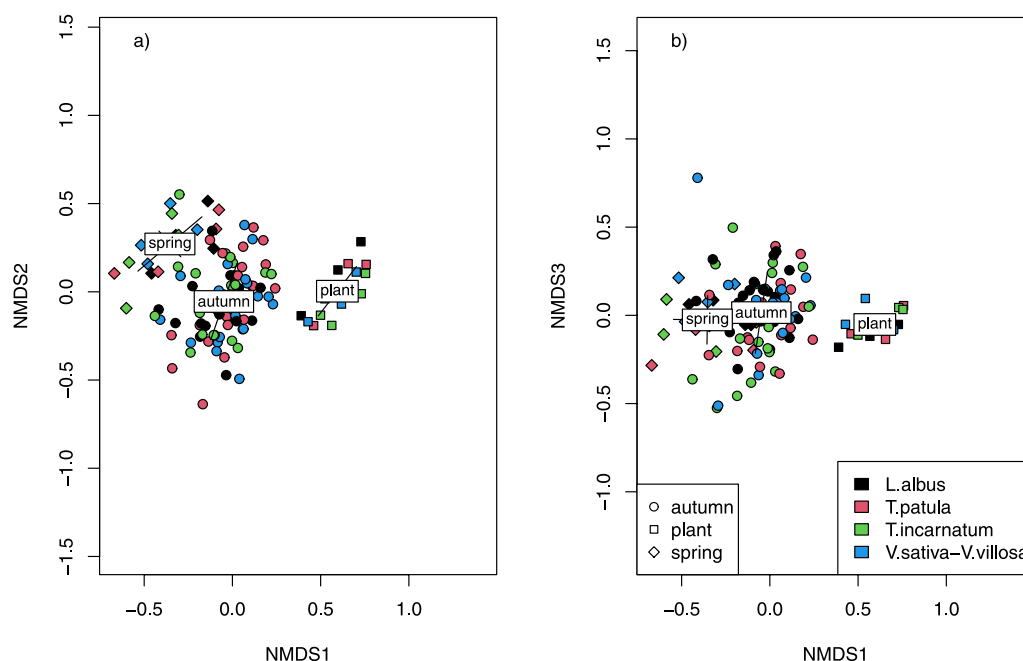 a)
NMDS2
1.5
1.0
0.5
0.0
−0.5
−1.0
−1.5
spring
autumn
plant
−0.5 0.0 0.5 1.0
NMDS1
b)
NMDS3
1.5
1.0
0.5
0.0
−0.5
−1.0
spring
autumn
plant
autumn
plant
spring
L.albus
T.patula
T.incarnatum
V.sativa−V.villosa
−0.5 0.0 0.5 1.0
NMDS1